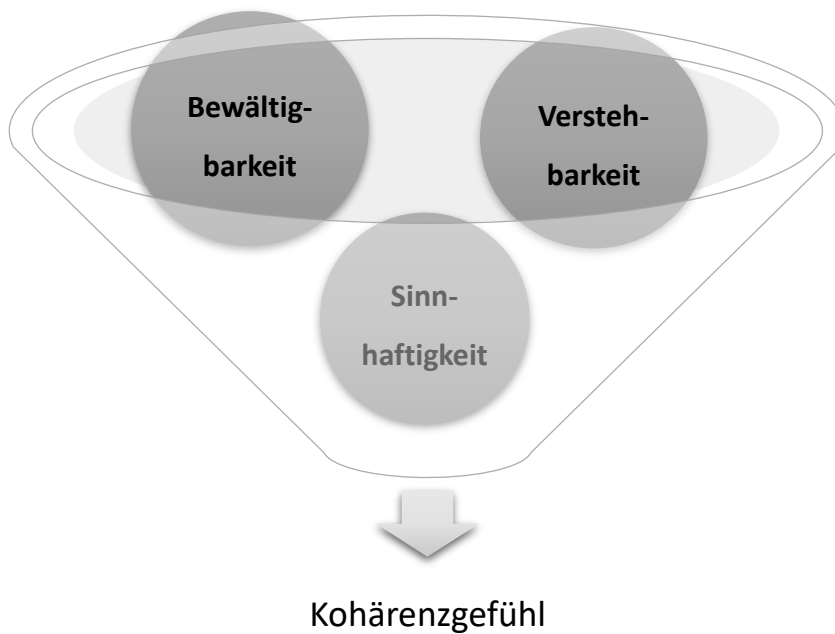 Bewältig-
barkeit
Versteh-
barkeit
Sinn-
haftigkeit
Kohärenzgefühl